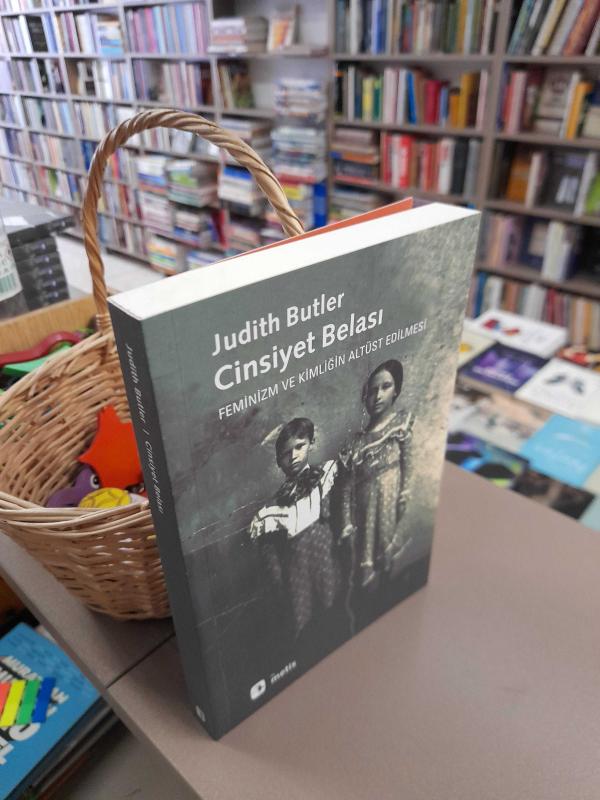 Judith Butler
Cinsiyet Belası
FEMİNİZM VE KİMLİĞİN ALTÜST EDİLMESİ
metis
Judith Butler / Cinsiyet Belası